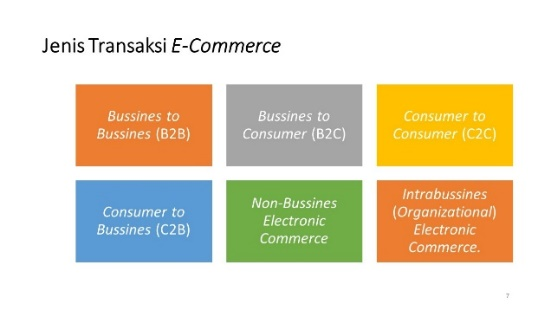 Jenis Transaksi E-Commerce
Bussines to
Bussines (B2B)
Bussines to
Consumer (B2C)
Consumer to
Consumer (C2C)
Consumer to
Bussines (C2B)
Non-Bussines
Electronic
Commerce
Intrabussines
(Organizational)
Electronic
Commerce.
7